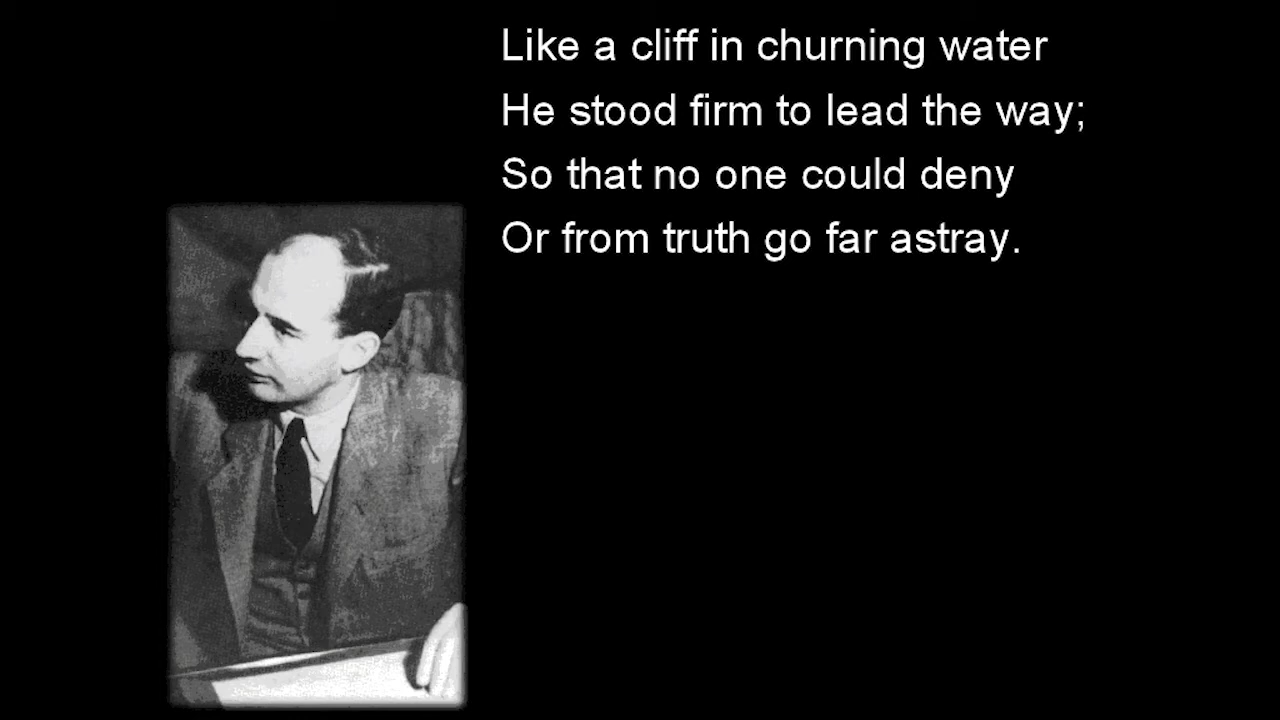 Like a cliff in churning water
He stood firm to lead the way;
So that no one could deny
Or from truth go far astray.